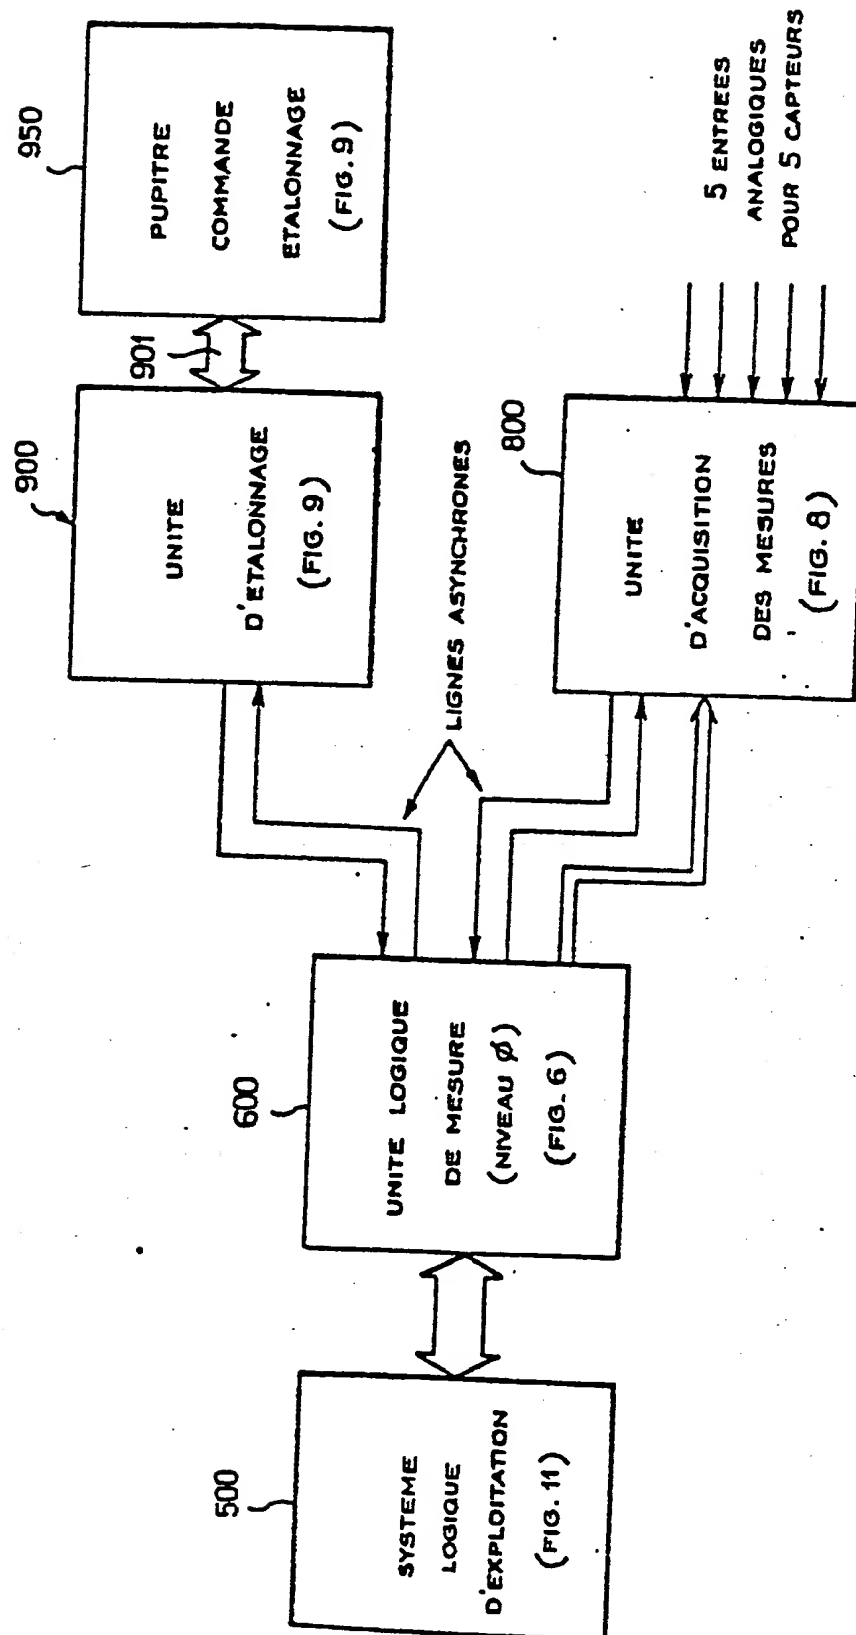 950
PUPITRE
COMMANDE
ETALONNAGE
(FIG. 9)
901
900
UNITE
D'ETALONNAGE
(FIG. 9)
LIGNES ASYNCHRONES
5 ENTREES
ANALOGIQUES
POUR 5 CAPTEURS
800
UNITE
D'ACQUISITION
DES MESURES
(FIG. 8)
600
UNITE LOGIQUE
DE MESURE
(NIVEAU Ø)
(FIG. 6)
500
SYSTEME
LOGIQUE
D'EXPLOITATION
(FIG. 11)